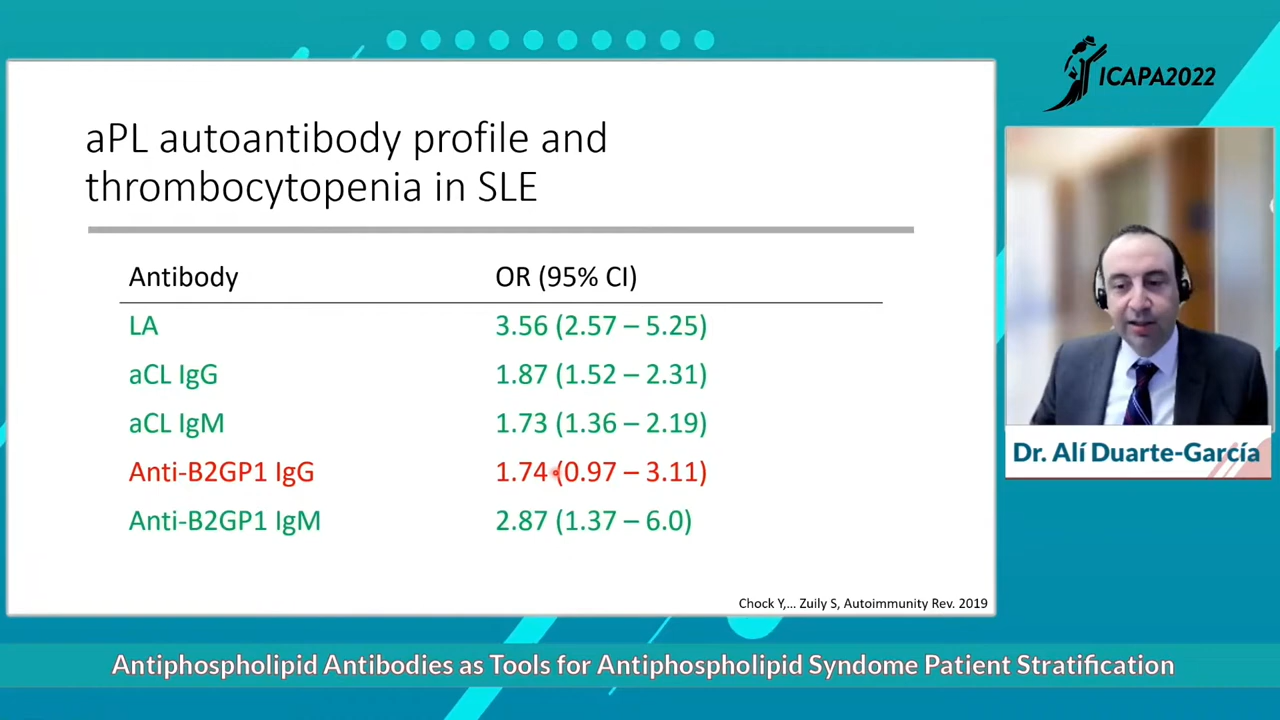 ICAPA2022
aPL autoantibody profile and
thrombocytopenia in SLE
Antibody OR (95% CI)
LA 3.56 (2.57 – 5.25)
aCL IgG 1.87 (1.52 – 2.31)
aCL IgM 1.73 (1.36 – 2.19)
Anti-B2GP1 IgG 1.74 (0.97 – 3.11)
Anti-B2GP1 IgM 2.87 (1.37 – 6.0)
Chock Y,... Zuily S, Autoimmunity Rev. 2019
Dr. Alí Duarte-García
Antiphospholipid Antibodies as Tools for Antiphospholipid Syndome Patient Stratification